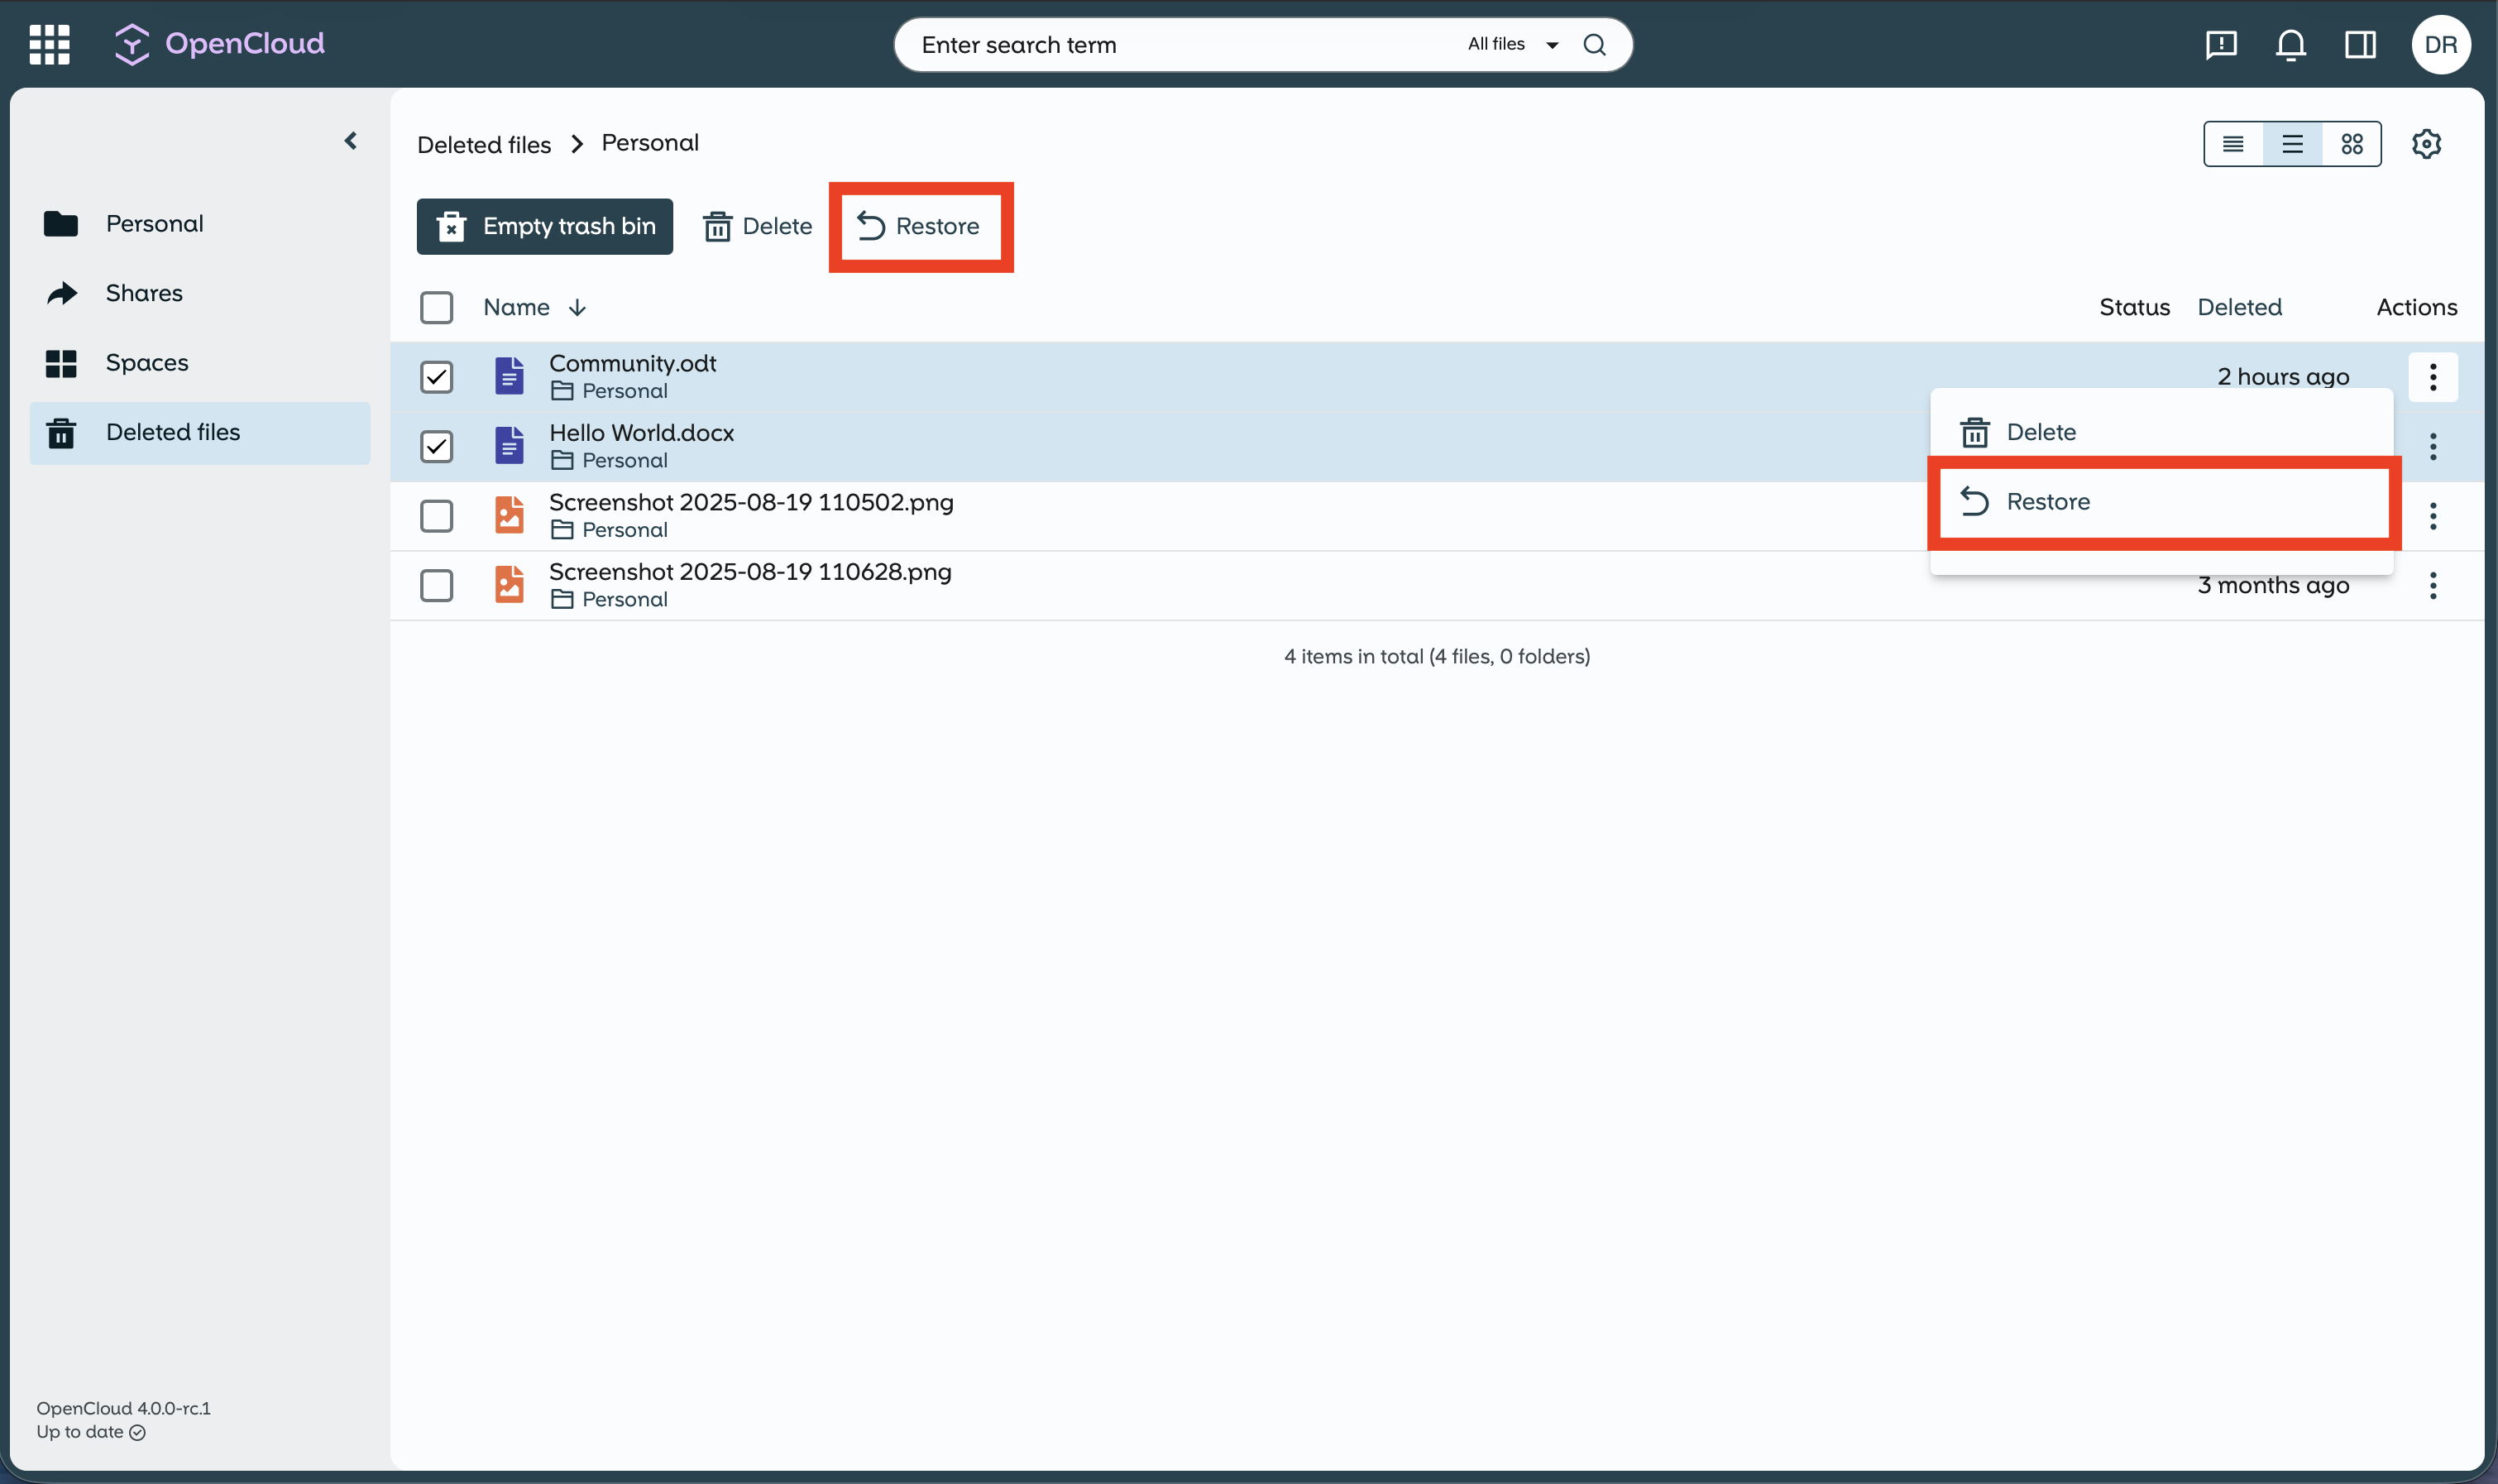 OpenCloud
Enter search term
All files
DR
Deleted files
Personal
Personal
Shares
Spaces
Deleted files
Empty trash bin
Delete
Restore
Name
Status
Deleted
Actions
Community.odt
Personal
2 hours ago
Hello World.docx
Personal
Delete
Restore
Screenshot 2025-08-19 110502.png
Personal
Screenshot 2025-08-19 110628.png
Personal
3 months ago
4 items in total (4 files, 0 folders)
OpenCloud 4.0.0-rc.1
Up to date